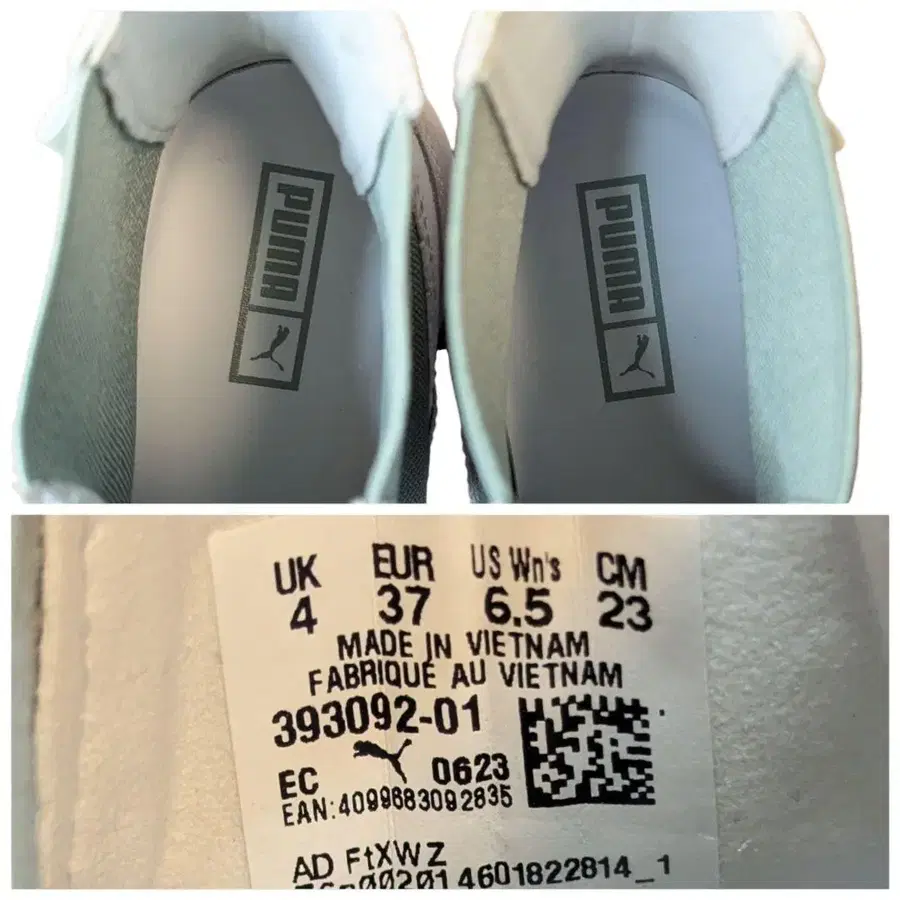 PUMA
PUMA
UK EUR US Wn's CM
4 37 6.5 23
MADE IN VIETNAM
FABRIQUÉ AU VIETNAM
393092-01
EC 0623
EAN:4099683092835
AD FtXWZ
4601822814_1